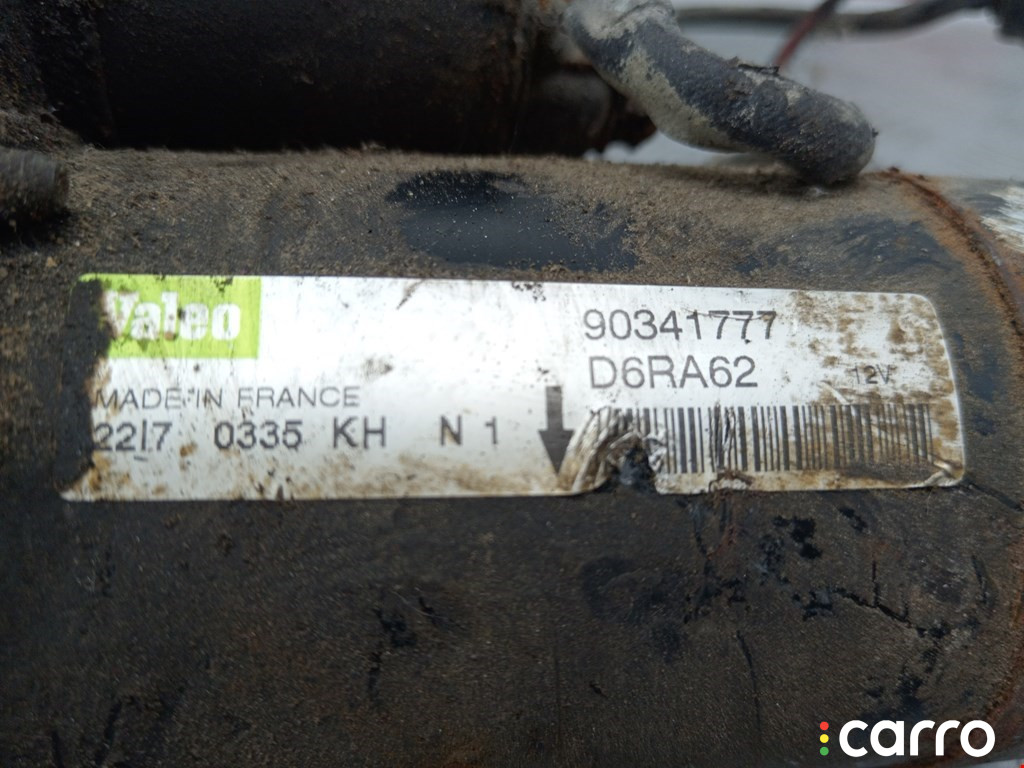 Valeo
90341777
D6RA62
12V
MADE IN FRANCE
2217 0335 KH N 1
carro